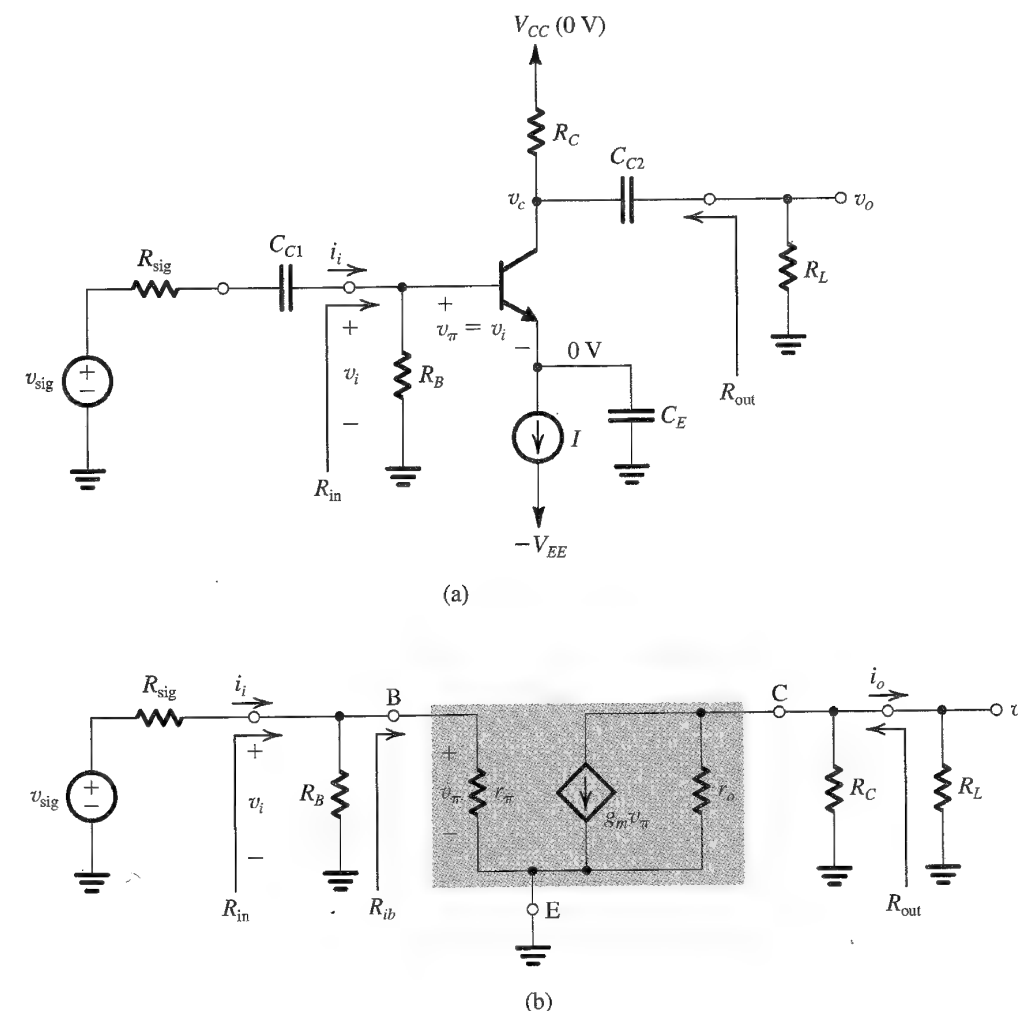 V_CC (0 V)
R_C
C_C2
v_c
v_o
R_sig
C_C1
i_i
R_L
+
v_π = v_i
−
+
v_i
−
R_B
0 V
v_sig
+
−
R_out
C_E
I
R_in
−V_EE
(a)
R_sig
i_i
B
C
i_o
+
v_i
−
v_sig
+
−
R_B
+
v_π
−
r_π
g_m v_π
r_o
R_C
R_L
R_in
R_ib
E
R_out
(b)